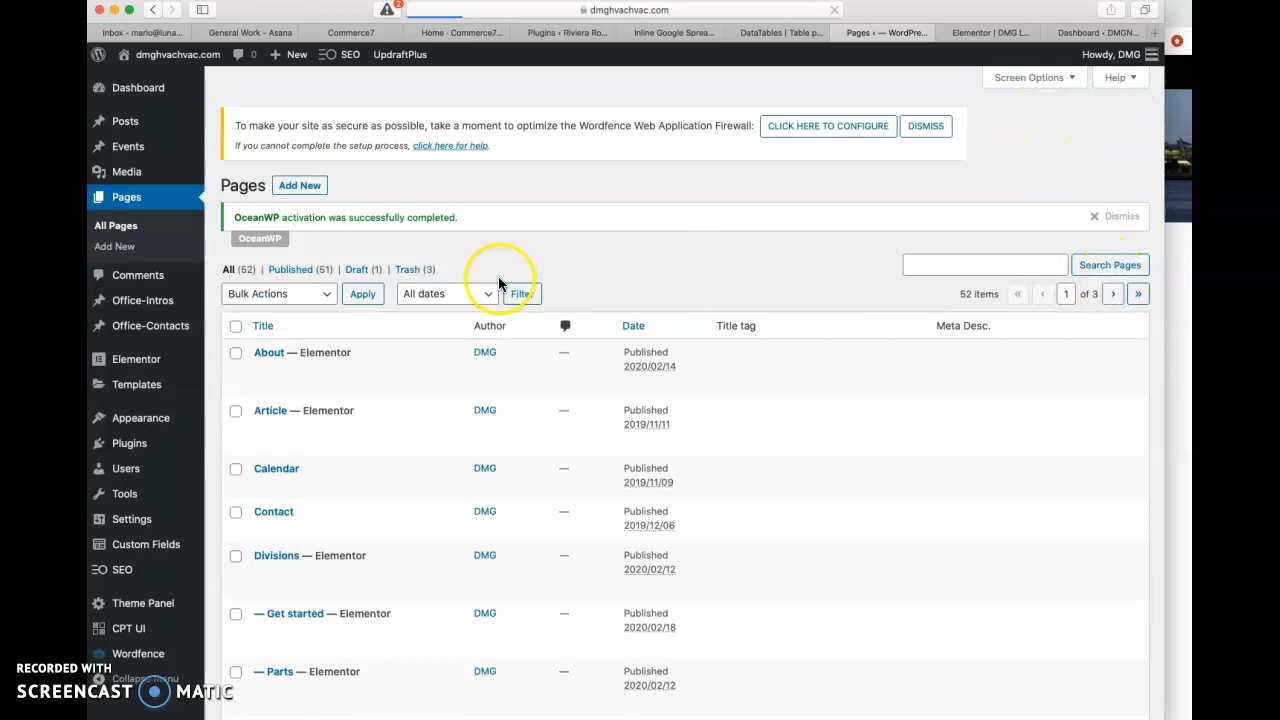 2
dmghvachvac.com
Inbox - mario@luna...
General Work - Asana
Commerce7
Home · Commerce7...
Plugins ‹ Riviera Ro...
Inline Google Sprea...
DataTables | Table p...
Pages ‹ — WordPre...
Elementor | DMG L...
Dashboard ‹ DMGN...
dmghvachvac.com
0
New
SEO
UpdraftPlus
Howdy, DMG
Screen Options
Help
Dashboard
Posts
Events
Media
Pages
All Pages
Add New
Comments
Office-Intros
Office-Contacts
Elementor
Templates
Appearance
Plugins
Users
Tools
Settings
Custom Fields
SEO
Theme Panel
CPT UI
Wordfence
Collapse menu
To make your site as secure as possible, take a moment to optimize the Wordfence Web Application Firewall: CLICK HERE TO CONFIGURE DISMISS
If you cannot complete the setup process, click here for help.
Pages Add New
OceanWP activation was successfully completed. Dismiss
OceanWP
All (52) | Published (51) | Draft (1) | Trash (3)
Search Pages
Bulk Actions Apply All dates Filter 52 items « ‹ 1 of 3 › »
Title Author Date Title tag Meta Desc.
About — Elementor DMG — Published
2020/02/14
Article — Elementor DMG — Published
2019/11/11
Calendar DMG — Published
2019/11/09
Contact DMG — Published
2019/12/06
Divisions — Elementor DMG — Published
2020/02/12
— Get started — Elementor DMG — Published
2020/02/18
— Parts — Elementor DMG — Published
2020/02/12
RECORDED WITH
SCREENCAST MATIC